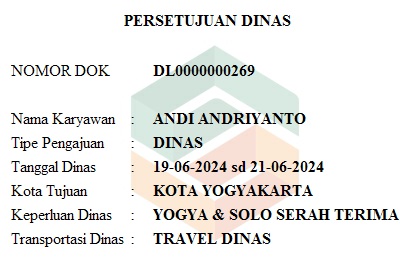 PERSETUJUAN DINAS
NOMOR DOK DL0000000269
Nama Karyawan : ANDI ANDRIYANTO
Tipe Pengajuan : DINAS
Tanggal Dinas : 19-06-2024 sd 21-06-2024
Kota Tujuan : KOTA YOGYAKARTA
Keperluan Dinas : YOGYA & SOLO SERAH TERIMA
Transportasi Dinas : TRAVEL DINAS